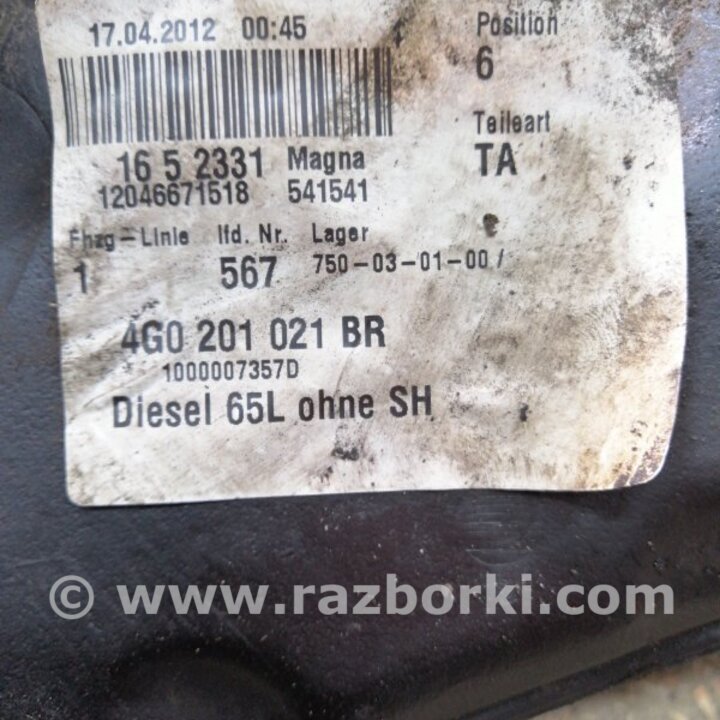 17.04.2012 00:45
Position
6
Teileart
TA
16 5 2331 Magna
12046671518 541541
Fhzg-Linie lfd. Nr. Lager
1 567 750-03-01-00/
4G0 201 021 BR
1000007357D
Diesel 65L ohne SH
© www.razborki.com